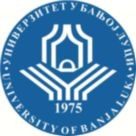 УНИВЕРЗИТЕТ У БАЊОЈ ЛУЦИ
UNIVERSITY OF BANJA LUKA
1975